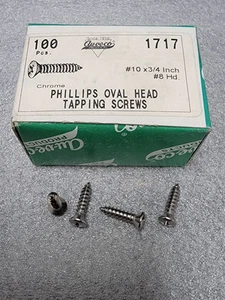 100
Pcs.
Auveco
1717
#10 x 3/4 Inch
#8 Hd.
Chrome
PHILLIPS OVAL HEAD
TAPPING SCREWS